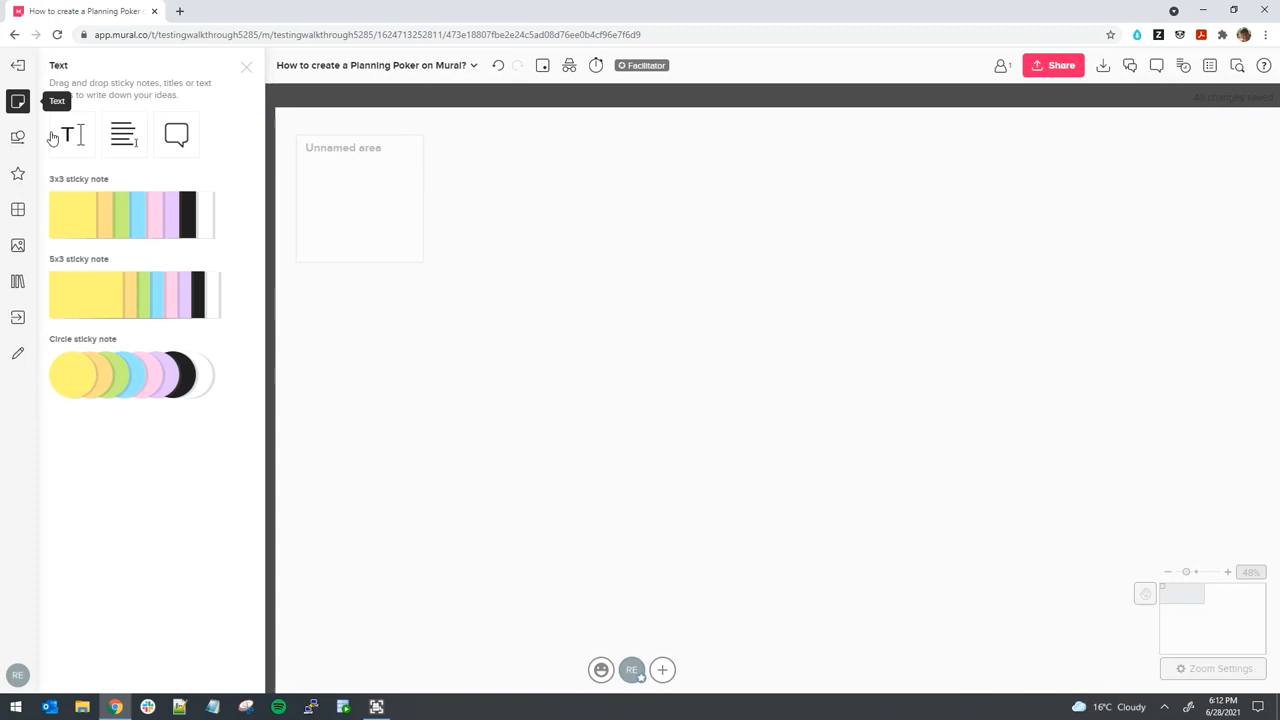 How to create a Planning Poker o
app.mural.co/t/testingwalkthrough5285/m/testingwalkthrough5285/1624713252811/473e18807fbe2e24c5ad08d76ee0b4cf96e7f6d9
Text
Drag and drop sticky notes, titles or text
to write down your ideas.
Text
T
3x3 sticky note
5x3 sticky note
Circle sticky note
RE
How to create a Planning Poker on Mural?
Facilitator
1
Share
All changes saved
Unnamed area
48%
Zoom Settings
RE
16°C Cloudy
6:12 PM
6/28/2021